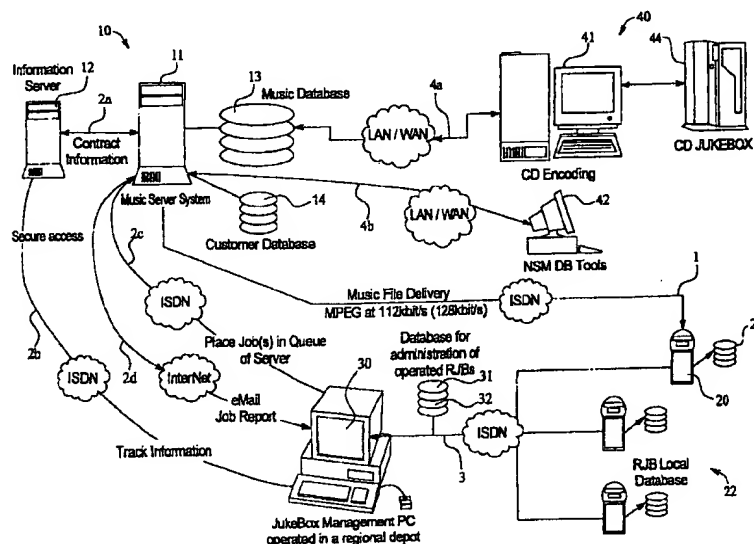 10
11
12
Information
Server
2a
Contract
Information
13
Music Database
LAN / WAN
4a
41
40
44
CD Encoding
CD JUKEBOX
Music Server System
14
Customer Database
4b
LAN / WAN
42
NSM DB Tools
Secure access
2c
ISDN
Music File Delivery
MPEG at 112kbit/s (128kbit/s)
ISDN
1
2b
2d
Place Job(s) in Queue
of Server
Database for
administration of
operated RJBs
31
32
2
20
ISDN
InterNet
eMail
Job Report
30
Track Information
3
ISDN
RJB Local
Database
22
JukeBox Management PC
operated in a regional depot